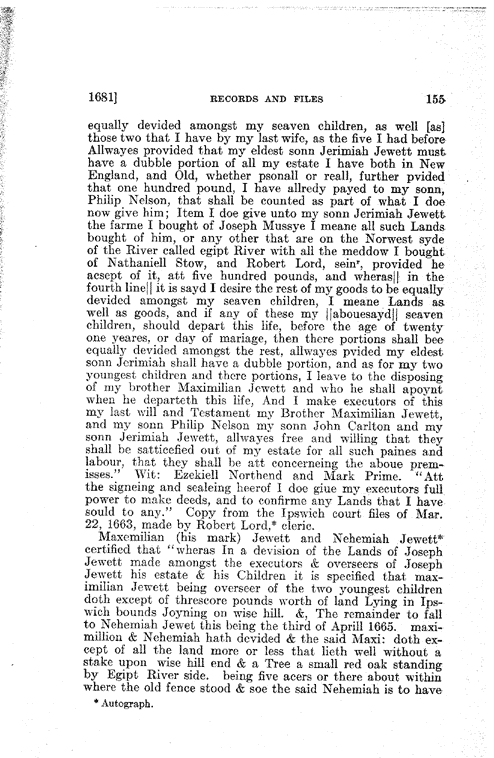 1681] RECORDS AND FILES 155
equally devided amongst my seaven children, as well [as]
those two that I have by my last wife, as the five I had before
Allwayes provided that my eldest sonn Jerimiah Jewett must
have a dubble portion of all my estate I have both in New
England, and Old, whether psonall or reall, further pvided
that one hundred pound, I have allredy payed to my sonn,
Philip Nelson, that shall be counted as part of what I doe
now give him; Item I doe give unto my sonn Jerimiah Jewett
the farme I bought of Joseph Mussye I meane all such Lands
bought of him, or any other that are on the Norwest syde
of the River called egipt River with all the meddow I bought
of Nathaniell Stow, and Robert Lord, seinr, provided he
acsept of it, att five hundred pounds, and wheras|| in the
fourth line|| it is sayd I desire the rest of my goods to be equally
devided amongst my seaven children, I meane Lands as
well as goods, and if any of these my ||abouesayd|| seaven
children, should depart this life, before the age of twenty
one yeares, or day of mariage, then there portions shall bee
equally devided amongst the rest, allwayes pvided my eldest
sonn Jerimiah shall have a dubble portion, and as for my two
youngest children and there portions, I leave to the disposing
of my brother Maximilian Jewett and who he shall apoynt
when he departeth this life, And I make executors of this
my last will and Testament my Brother Maximilian Jewett,
and my sonn Philip Nelson my sonn John Carlton and my
sonn Jerimiah Jewett, allwayes free and willing that they
shall be satticefied out of my estate for all such paines and
labour, that they shall be att concerneing the aboue prem-
isses." Wit: Ezekiell Northend and Mark Prime. "Att
the signeing and sealeing heerof I doe giue my executors full
power to make deeds, and to confirme any Lands that I have
sould to any." Copy from the Ipswich court files of Mar.
22, 1663, made by Robert Lord,* cleric.
Maxemilian (his mark) Jewett and Nehemiah Jewett*
certified that "wheras In a devision of the Lands of Joseph
Jewett made amongst the executors & overseers of Joseph
Jewett his estate & his Children it is specified that max-
imilian Jewett being overseer of the two youngest children
doth except of threscore pounds worth of land Lying in Ips-
wich bounds Joyning on wise hill. &, The remainder to fall
to Nehemiah Jewet this being the third of Aprill 1665. maxi-
million & Nehemiah hath devided & the said Maxi: doth ex-
cept of all the land more or less that lieth well without a
stake upon wise hill end & a Tree a small red oak standing
by Egipt River side. being five acers or there about within
where the old fence stood & soe the said Nehemiah is to have
* Autograph.